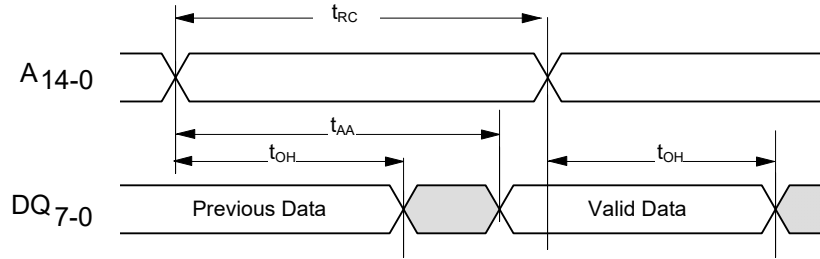 tRC
A14-0
tAA
tOH tOH
DQ7-0 Previous Data Valid Data